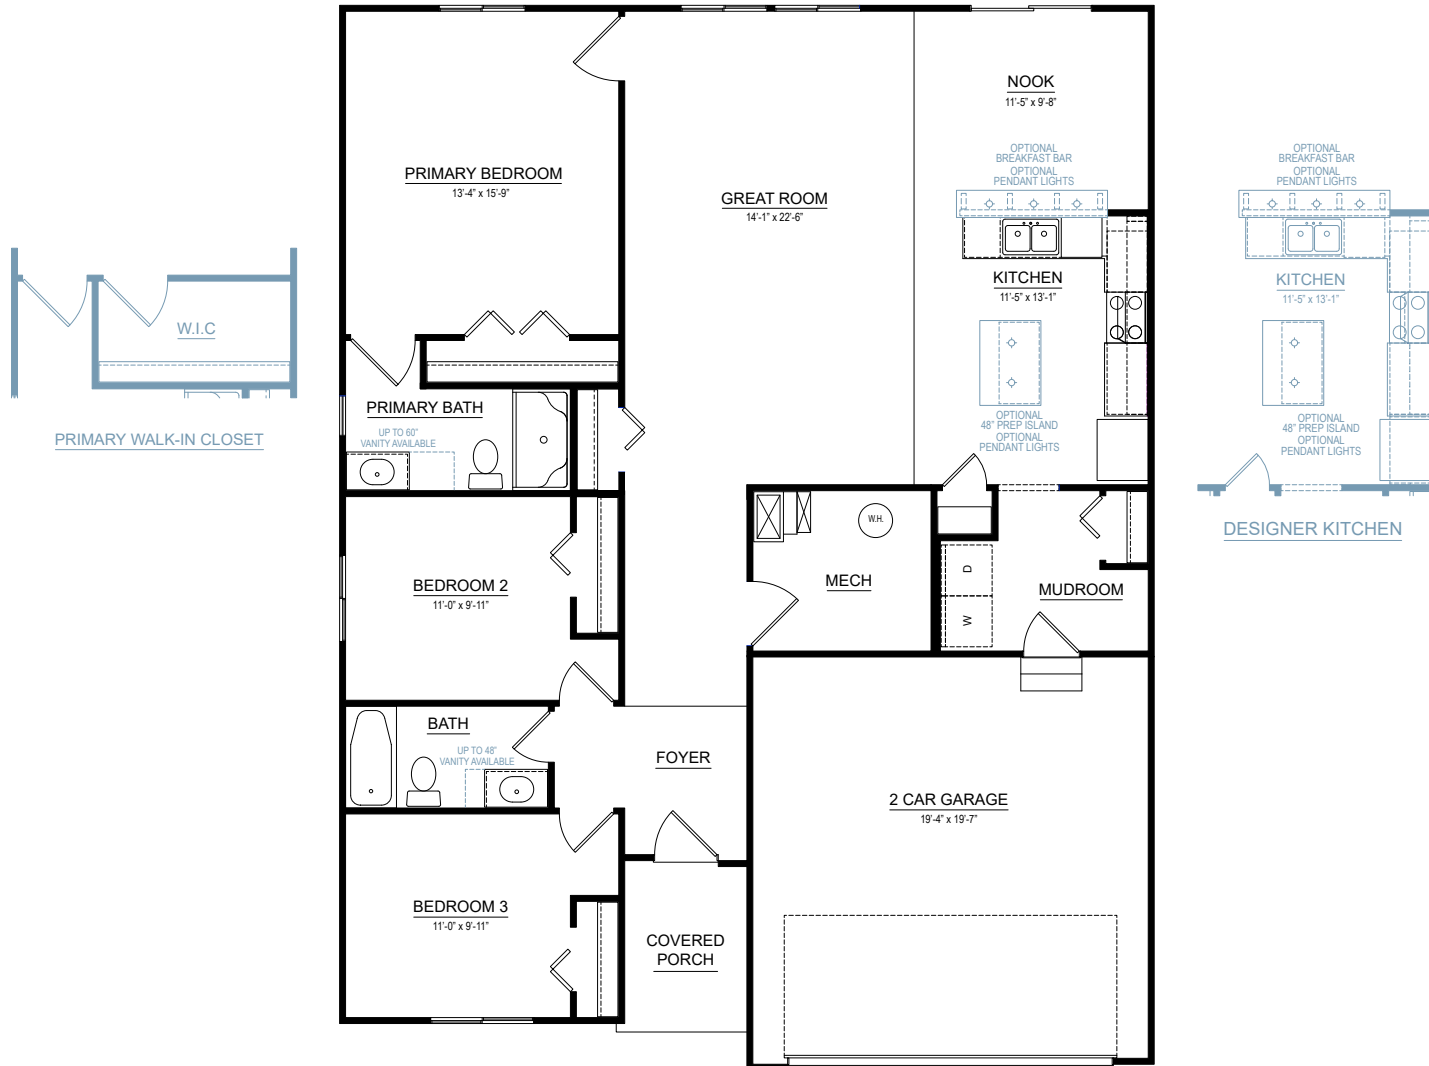 NOOK
11'-5" x 9'-8"
OPTIONAL
BREAKFAST BAR
OPTIONAL
PENDANT LIGHTS
PRIMARY BEDROOM
13'-4" x 15'-9"
GREAT ROOM
14'-1" x 22'-6"
KITCHEN
11'-5" x 13'-1"
OPTIONAL
48" PREP ISLAND
OPTIONAL
PENDANT LIGHTS
OPTIONAL
BREAKFAST BAR
OPTIONAL
PENDANT LIGHTS
KITCHEN
11'-5" x 13'-1"
OPTIONAL
48" PREP ISLAND
OPTIONAL
PENDANT LIGHTS
DESIGNER KITCHEN
W.I.C
PRIMARY WALK-IN CLOSET
PRIMARY BATH
UP TO 60"
VANITY AVAILABLE
BEDROOM 2
11'-0" x 9'-11"
W.H.
MECH
D
W
MUDROOM
BATH
UP TO 48"
VANITY AVAILABLE
FOYER
2 CAR GARAGE
19'-4" x 19'-7"
BEDROOM 3
11'-0" x 9'-11"
COVERED
PORCH